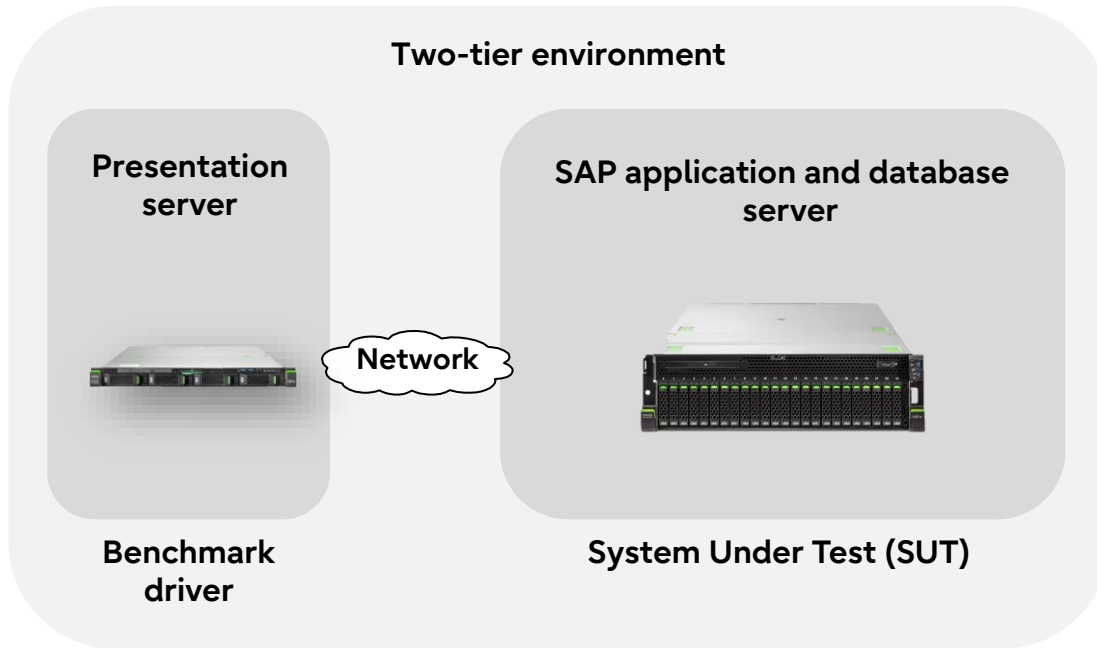 Two-tier environment
Presentation
server
SAP application and database
server
Network
Benchmark
driver
System Under Test (SUT)